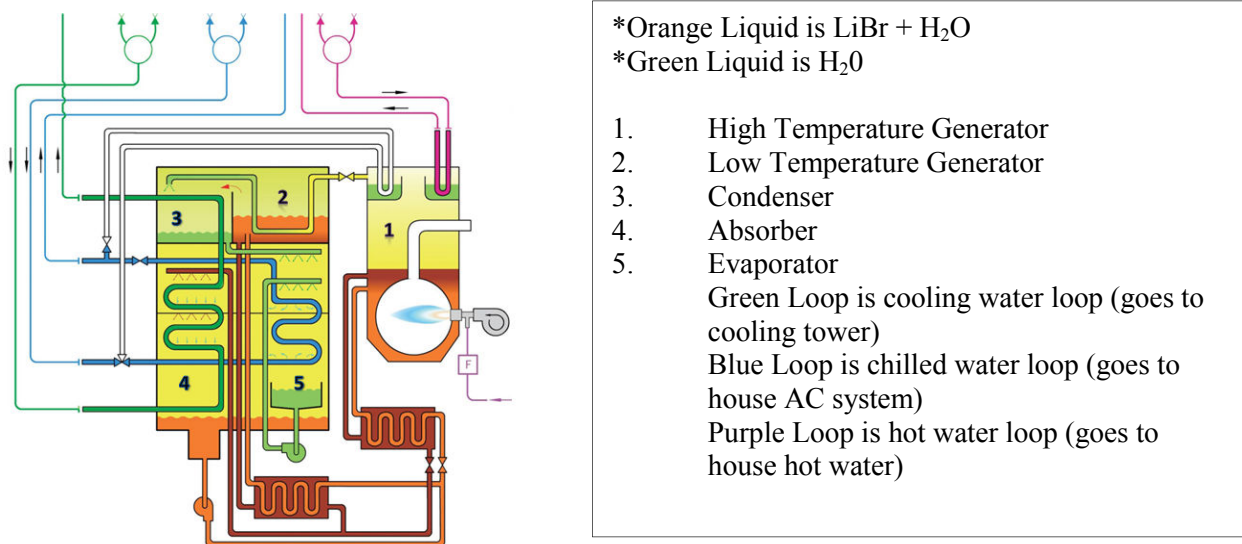 3
2
1
4
5
F
*Orange Liquid is LiBr + H₂O
*Green Liquid is H₂0
1. High Temperature Generator
2. Low Temperature Generator
3. Condenser
4. Absorber
5. Evaporator
Green Loop is cooling water loop (goes to
cooling tower)
Blue Loop is chilled water loop (goes to
house AC system)
Purple Loop is hot water loop (goes to
house hot water)